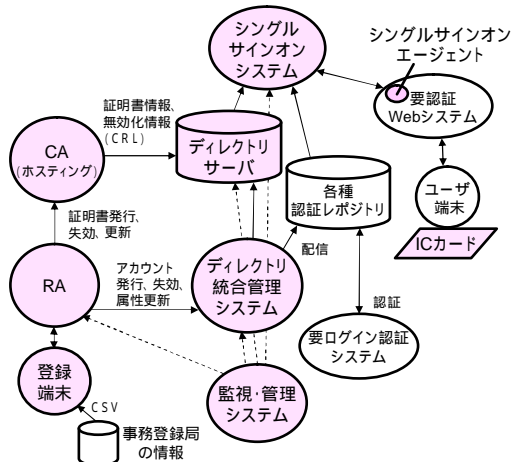 シングル
サインオン
システム
シングルサインオン
エージェント
要認証
Webシステム
証明書情報、
無効化情報
(CRL)
CA
(ホスティング)
ディレクトリ
サーバ
各種
認証レポジトリ
ユーザ
端末
ICカード
証明書発行、
失効、更新
配信
RA
アカウント
発行、失効、
属性更新
ディレクトリ
統合管理
システム
認証
要ログイン認証
システム
登録
端末
監視・管理
システム
CSV
事務登録局
の情報